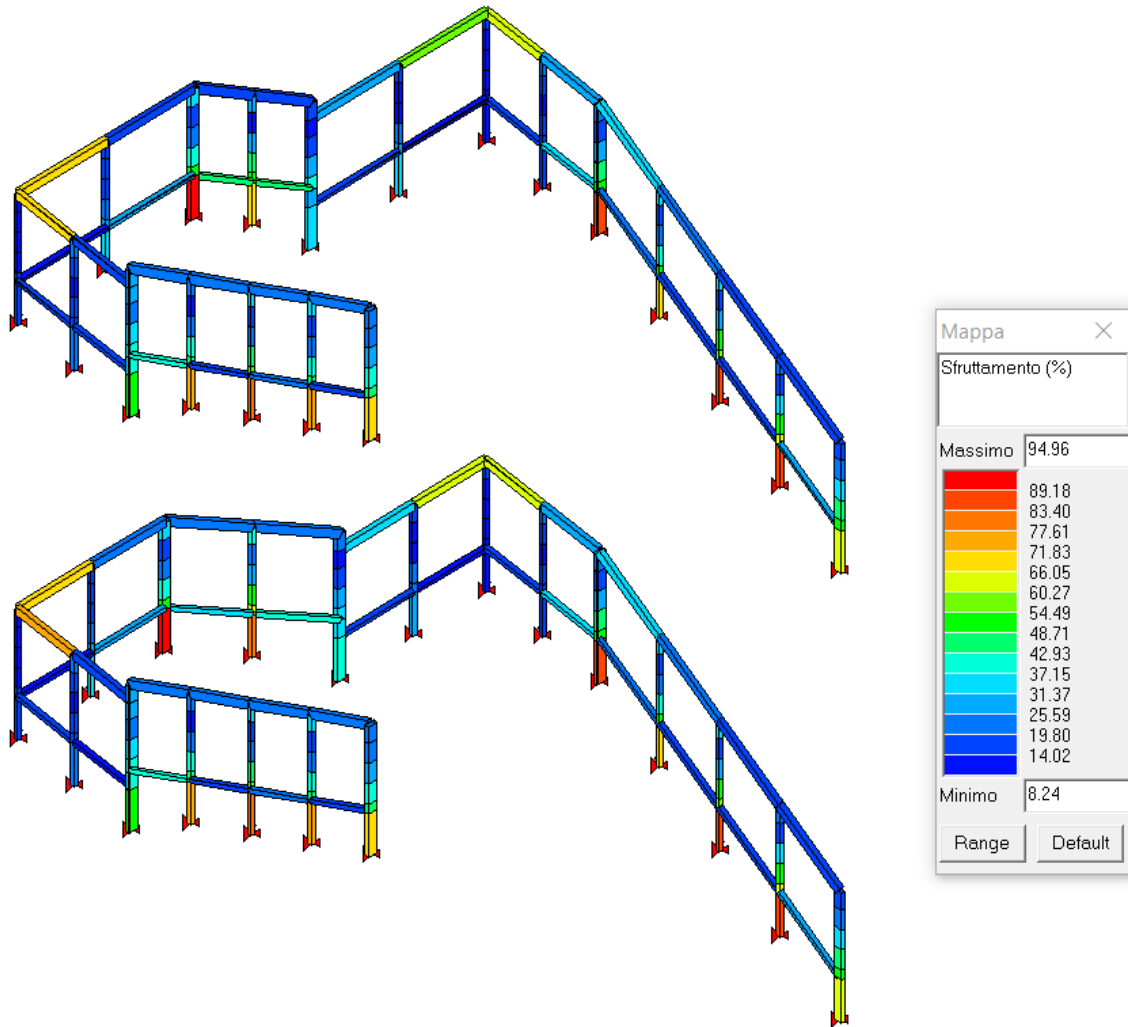 Mappa
Sfruttamento (%)
Massimo 94.96
89.18
83.40
77.61
71.83
66.05
60.27
54.49
48.71
42.93
37.15
31.37
25.59
19.80
14.02
Minimo 8.24
Range Default